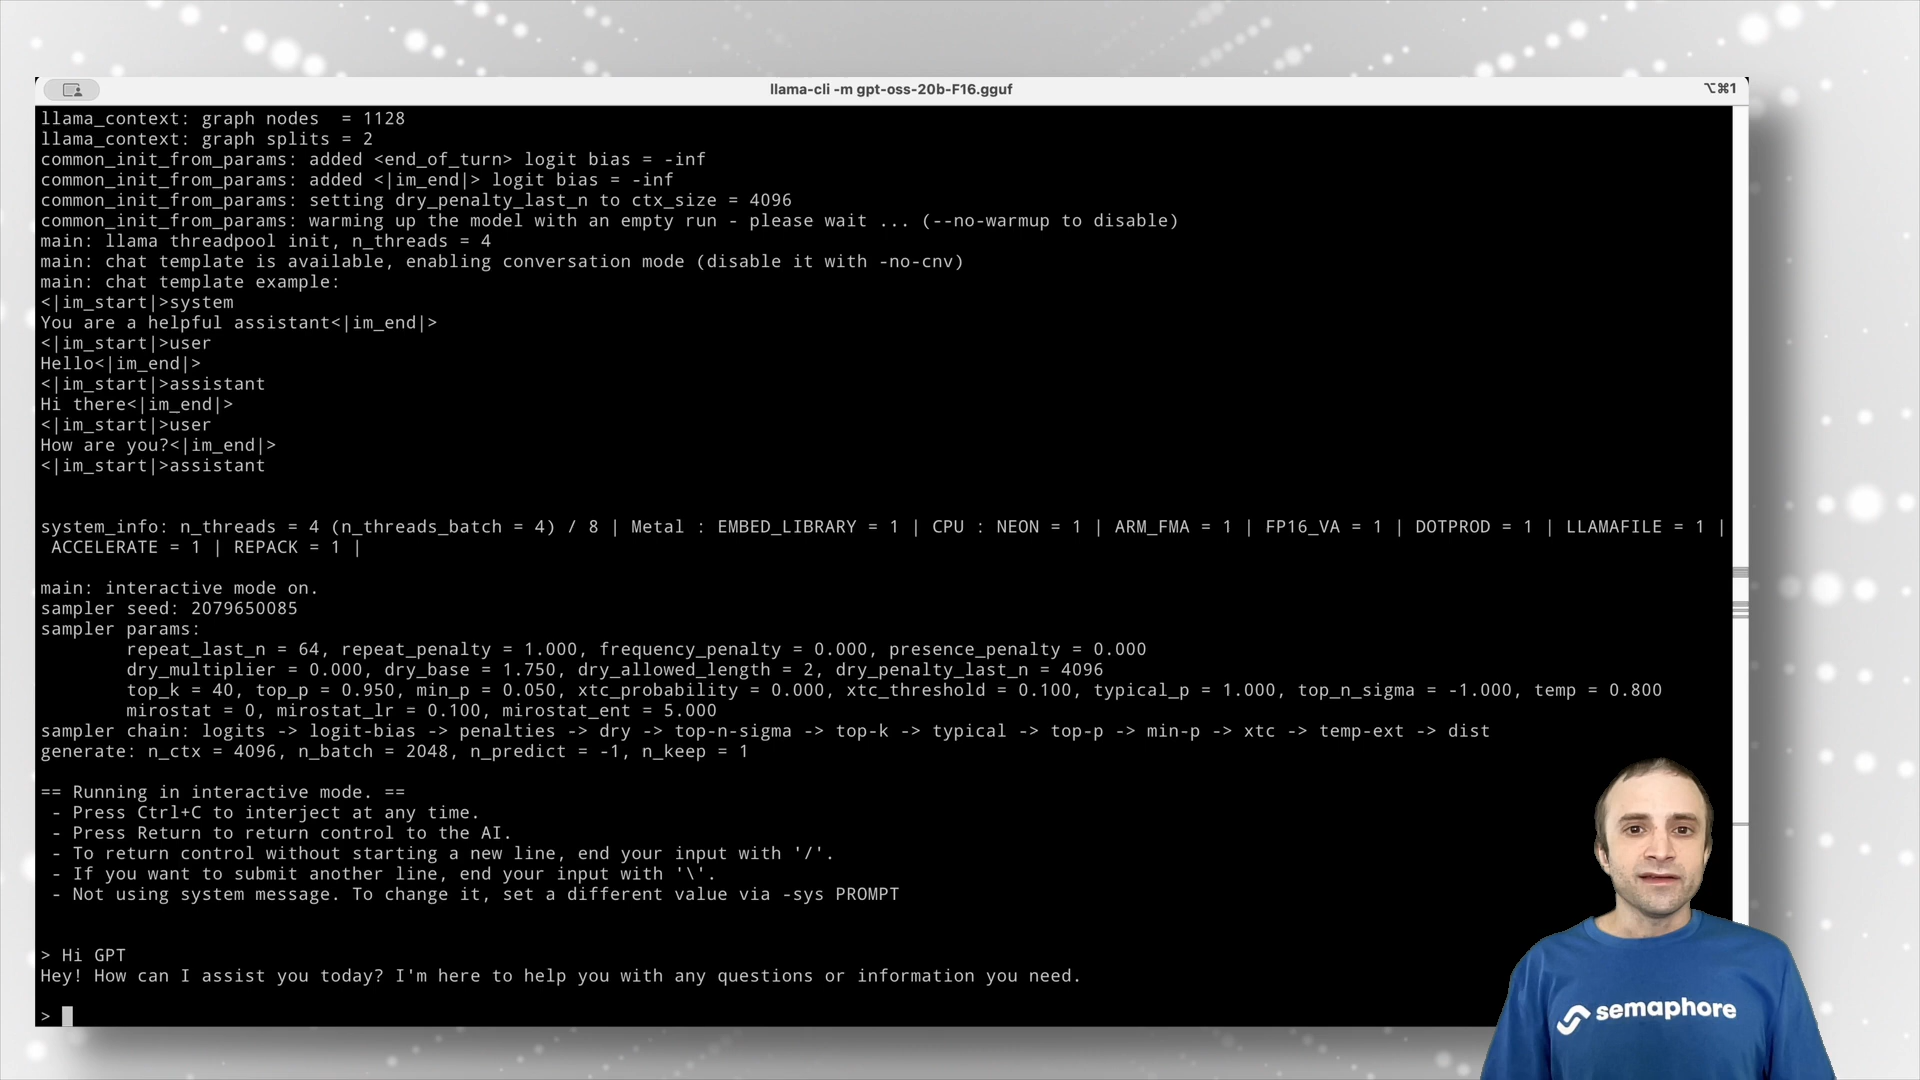 llama-cli -m gpt-oss-20b-F16.gguf
⌥⌘1
llama_context: graph nodes  = 1128
llama_context: graph splits = 2
common_init_from_params: added <end_of_turn> logit bias = -inf
common_init_from_params: added <|im_end|> logit bias = -inf
common_init_from_params: setting dry_penalty_last_n to ctx_size = 4096
common_init_from_params: warming up the model with an empty run - please wait ... (--no-warmup to disable)
main: llama threadpool init, n_threads = 4
main: chat template is available, enabling conversation mode (disable it with -no-cnv)
main: chat template example:
<|im_start|>system
You are a helpful assistant<|im_end|>
<|im_start|>user
Hello<|im_end|>
<|im_start|>assistant
Hi there<|im_end|>
<|im_start|>user
How are you?<|im_end|>
<|im_start|>assistant
system_info: n_threads = 4 (n_threads_batch = 4) / 8 | Metal : EMBED_LIBRARY = 1 | CPU : NEON = 1 | ARM_FMA = 1 | FP16_VA = 1 | DOTPROD = 1 | LLAMAFILE = 1 |
ACCELERATE = 1 | REPACK = 1 |
main: interactive mode on.
sampler seed: 2079650085
sampler params:
repeat_last_n = 64, repeat_penalty = 1.000, frequency_penalty = 0.000, presence_penalty = 0.000
dry_multiplier = 0.000, dry_base = 1.750, dry_allowed_length = 2, dry_penalty_last_n = 4096
top_k = 40, top_p = 0.950, min_p = 0.050, xtc_probability = 0.000, xtc_threshold = 0.100, typical_p = 1.000, top_n_sigma = -1.000, temp = 0.800
mirostat = 0, mirostat_lr = 0.100, mirostat_ent = 5.000
sampler chain: logits -> logit-bias -> penalties -> dry -> top-n-sigma -> top-k -> typical -> top-p -> min-p -> xtc -> temp-ext -> dist
generate: n_ctx = 4096, n_batch = 2048, n_predict = -1, n_keep = 1
== Running in interactive mode. ==
- Press Ctrl+C to interject at any time.
- Press Return to return control to the AI.
- To return control without starting a new line, end your input with '/'.
- If you want to submit another line, end your input with '\'.
- Not using system message. To change it, set a different value via -sys PROMPT
> Hi GPT
Hey! How can I assist you today? I'm here to help you with any questions or information you need.
>
semaphore